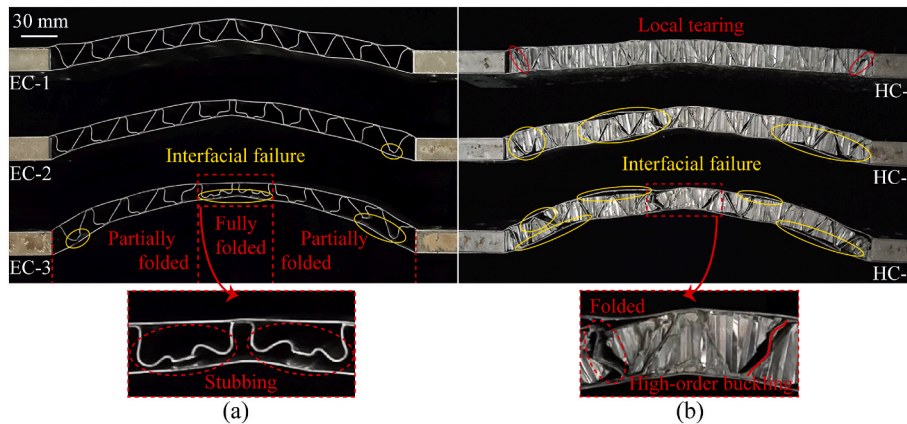 30 mm
EC-1
EC-2
Interfacial failure
Partially folded
Fully folded
Partially folded
EC-3
Stubbing
(a)
Local tearing
HC-
HC-
Interfacial failure
HC-
Folded
High-order buckling
(b)